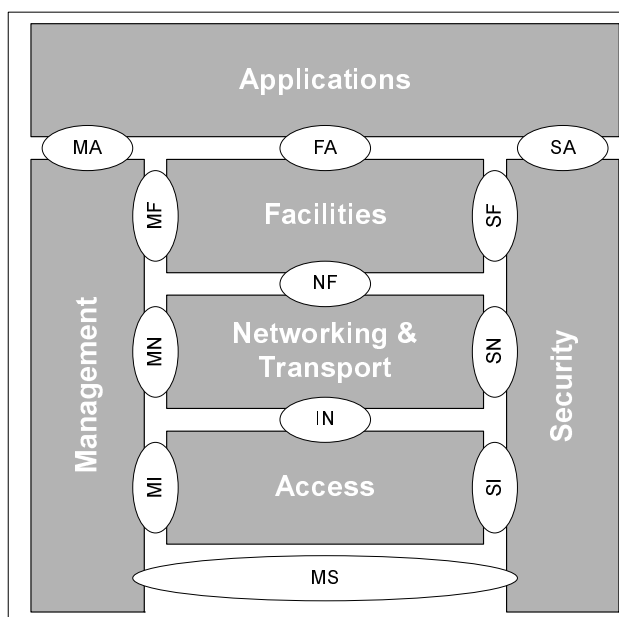 Applications
MA
FA
SA
MF
Facilities
SF
NF
Management
MN
Networking &
Transport
SN
Security
IN
MI
Access
SI
MS